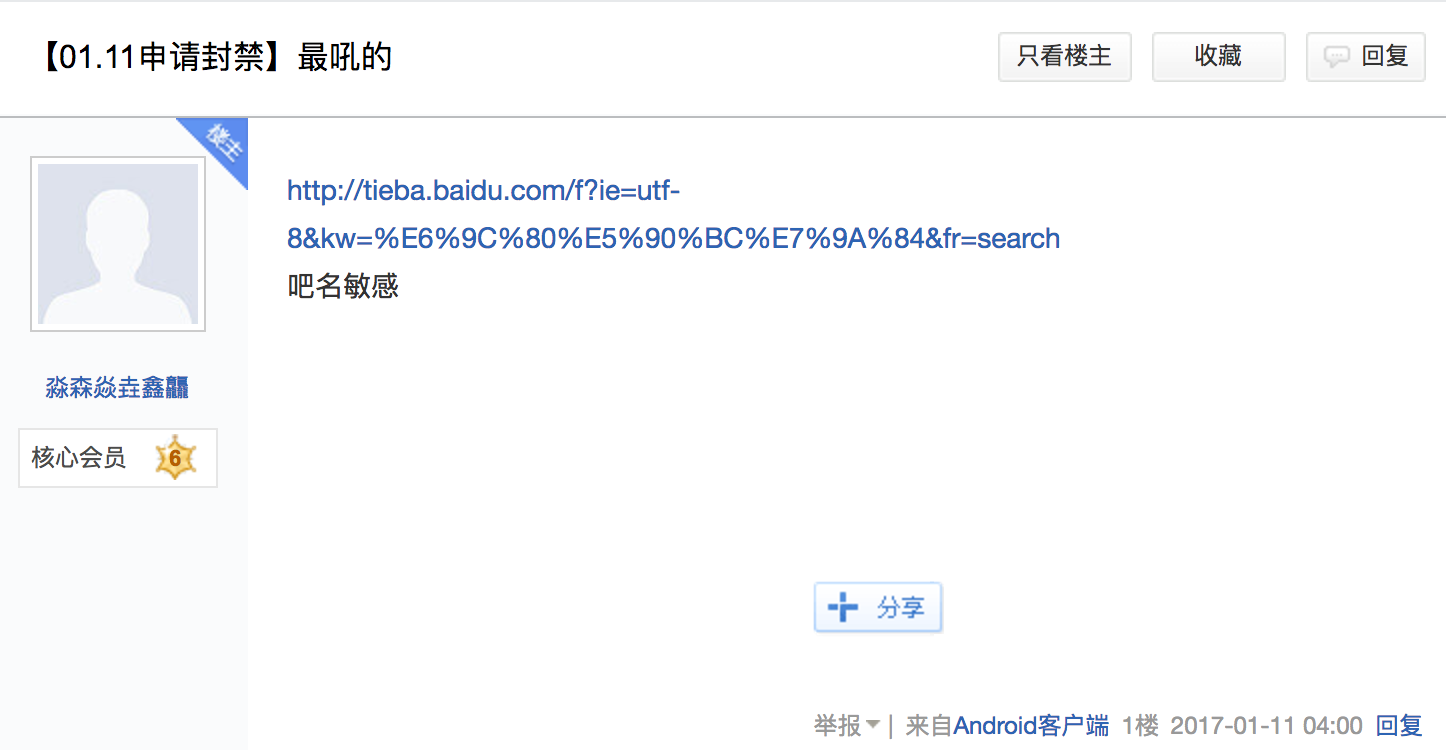 【01.11申请封禁】最吼的
只看楼主
收藏
回复
楼主
http://tieba.baidu.com/f?ie=utf-
8&kw=%E6%9C%80%E5%90%BC%E7%9A%84&fr=search
吧名敏感
淼森焱垚鑫龘
核心会员 6
分享
举报 | 来自Android客户端 1楼 2017-01-11 04:00 回复